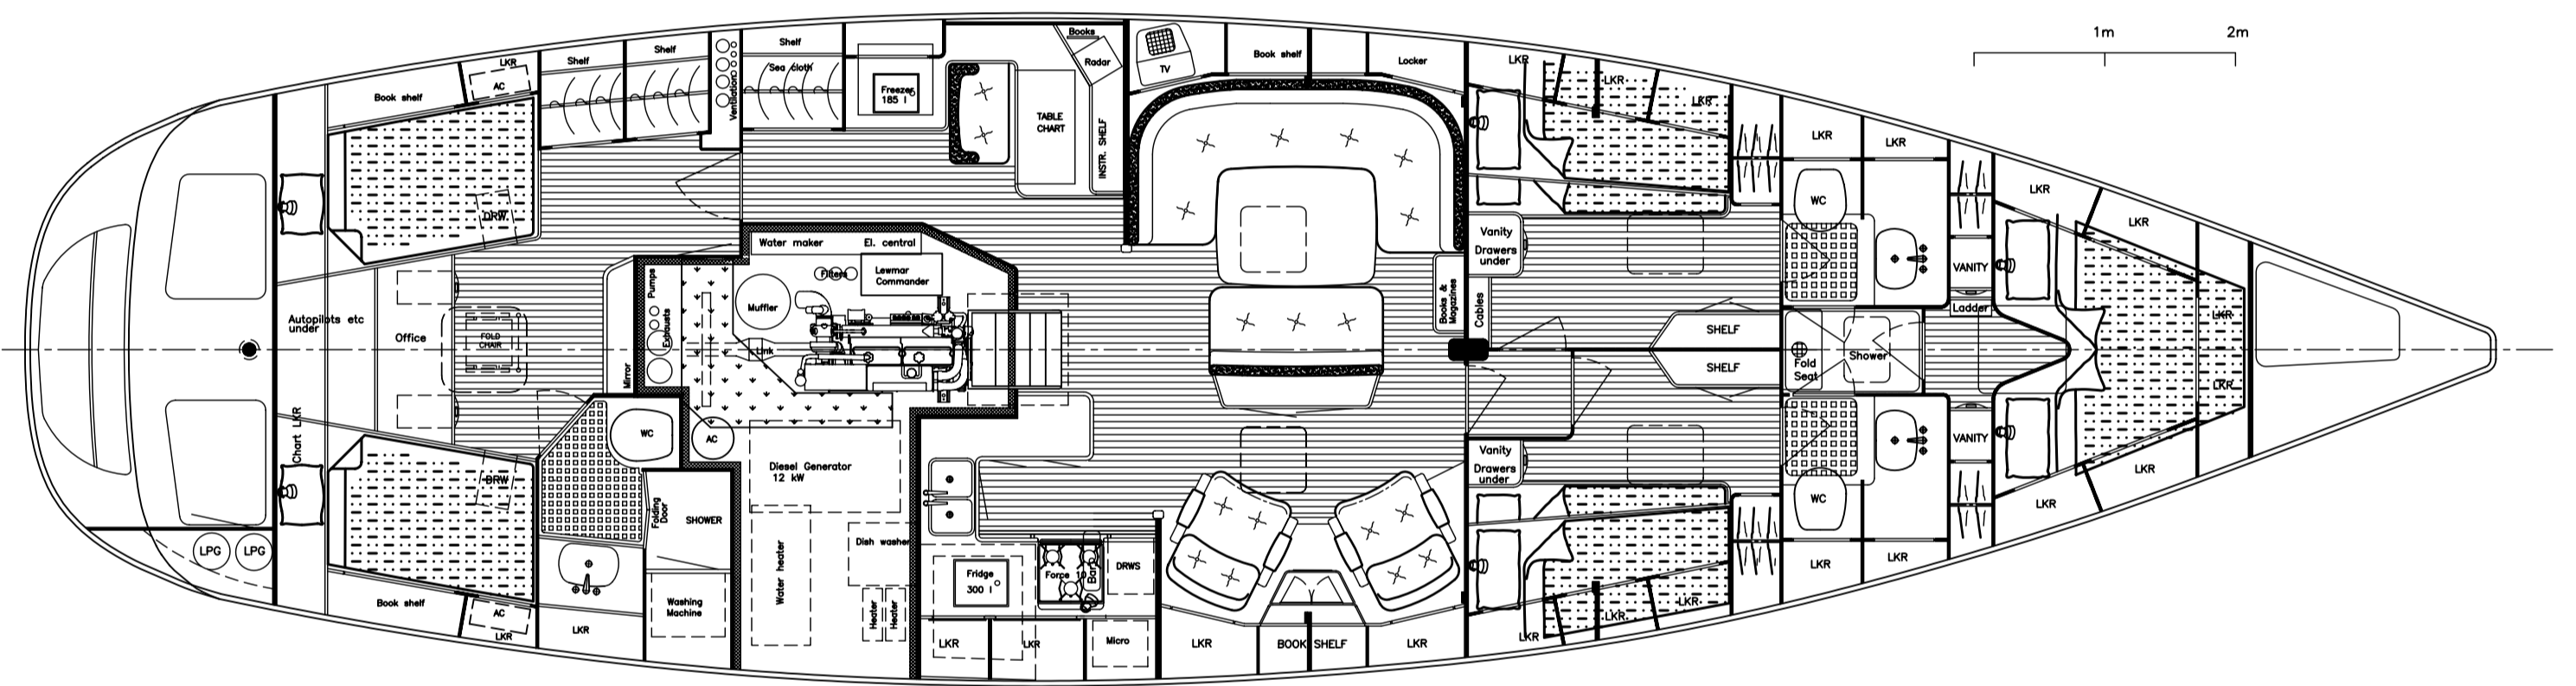 1m
2m
LKR
AC
Book shelf
Shelf
Shelf
Ventilation
Shelf
Sea cloth
Freezer
185 l
Books
Radar
TABLE
CHART
INSTR. SHELF
TV
Book shelf
Locker
LKR
LKR
LKR
LKR
LKR
WC
LKR
LKR
DRW.
Vanity
Drawers
under
VANITY
Water maker
El. central
Filters
Lewmar
Commander
Muffler
Pumps
Exhausts
Link
Mirror
Autopilots etc
under
Office
FOLD
CHAIR
Books &
Magazines
Cables
SHELF
SHELF
Ladder
Shower
Fold
Seat
LKR
LKR
Chart LKR
WC
AC
Diesel Generator
12 kW
DRW
Folding
Door
SHOWER
Vanity
Drawers
under
VANITY
WC
LKR
LKR
LPG
LPG
Dish washer
Water heater
Fridge
300 l
Force 10
Bar
DRWS
LKR
LKR
Book shelf
AC
LKR
LKR
Washing
Machine
Heater
Heater
LKR
LKR
Micro
LKR
BOOK SHELF
LKR
LKR
LKR
LKR